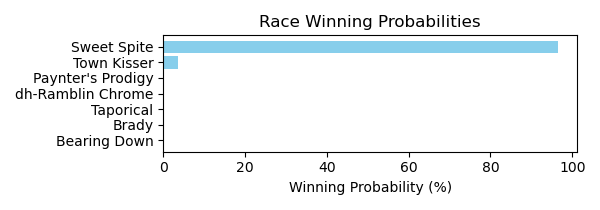 Race Winning Probabilities
Sweet Spite
Town Kisser
Paynter's Prodigy
dh-Ramblin Chrome
Taporical
Brady
Bearing Down
0 20 40 60 80 100
Winning Probability (%)